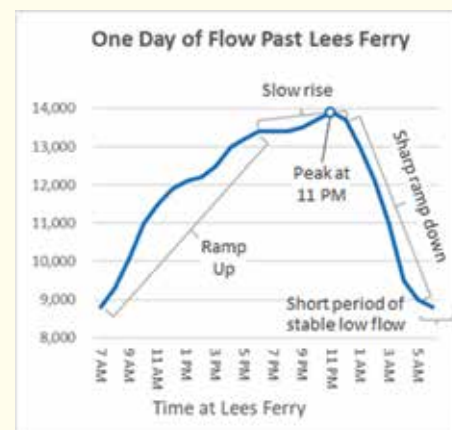 One Day of Flow Past Lees Ferry
Slow rise
14,000
13,000
12,000
11,000
10,000
9,000
8,000
Peak at
11 PM
Sharp ramp down
Ramp
Up
Short period of
stable low flow
7 AM
9 AM
11 AM
1 PM
3 PM
5 PM
7 PM
9 PM
11 PM
1 AM
3 AM
5 AM
Time at Lees Ferry